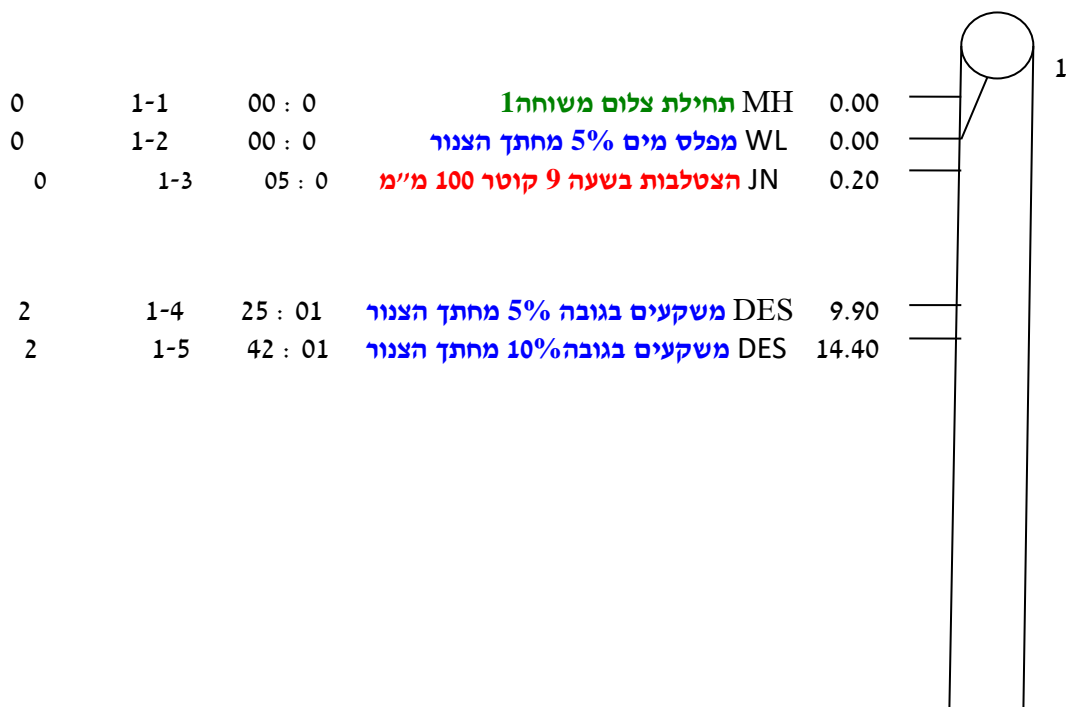 1
0.00 MH תחילת צלום משוחה1 00 : 0 1-1 0
0.00 WL מפלס מים 5% מחתך הצנור 00 : 0 1-2 0
0.20 JN הצטלבות בשעה 9 קוטר 100 מ״מ 05 : 0 1-3 0
9.90 DES משקעים בגובה 5% מחתך הצנור 25 : 01 1-4 2
14.40 DES משקעים בגובה10% מחתך הצנור 42 : 01 1-5 2